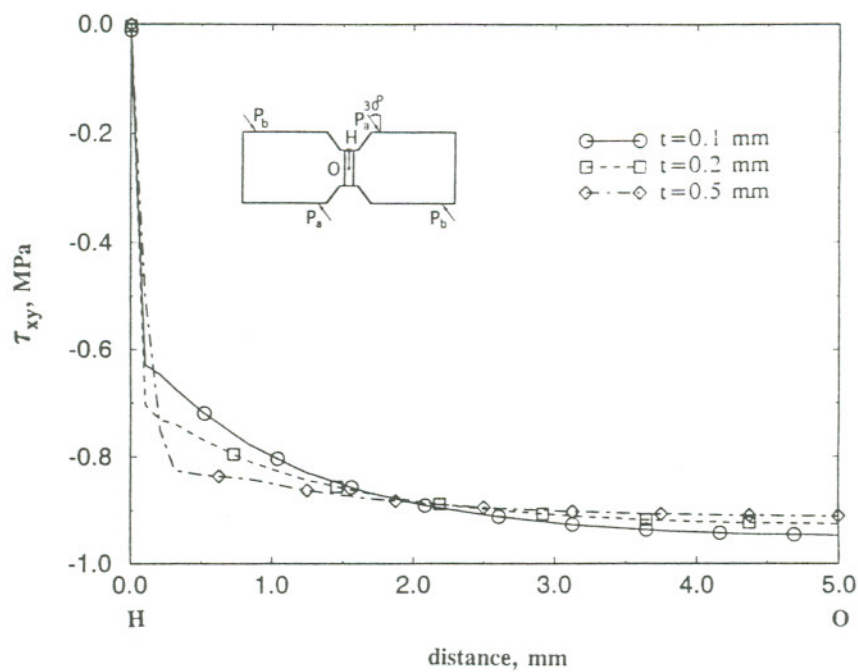 0.0
-0.2
-0.4
-0.6
-0.8
-1.0
τxy, MPa
Pb
Pa
30°
H
O
Pa
Pb
t=0.1 mm
t=0.2 mm
t=0.5 mm
0.0 1.0 2.0 3.0 4.0 5.0
H O
distance, mm